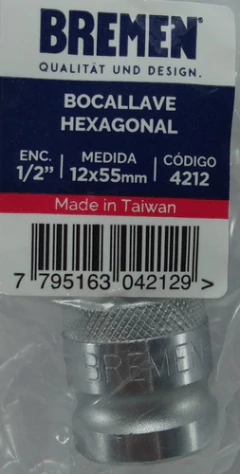 BREMEN®
QUALITÄT UND DESIGN.
BOCALLAVE
HEXAGONAL
ENC. MEDIDA CÓDIGO
1/2” 12x55mm 4212
Made in Taiwan
7 795163 042129 >
BREMEN